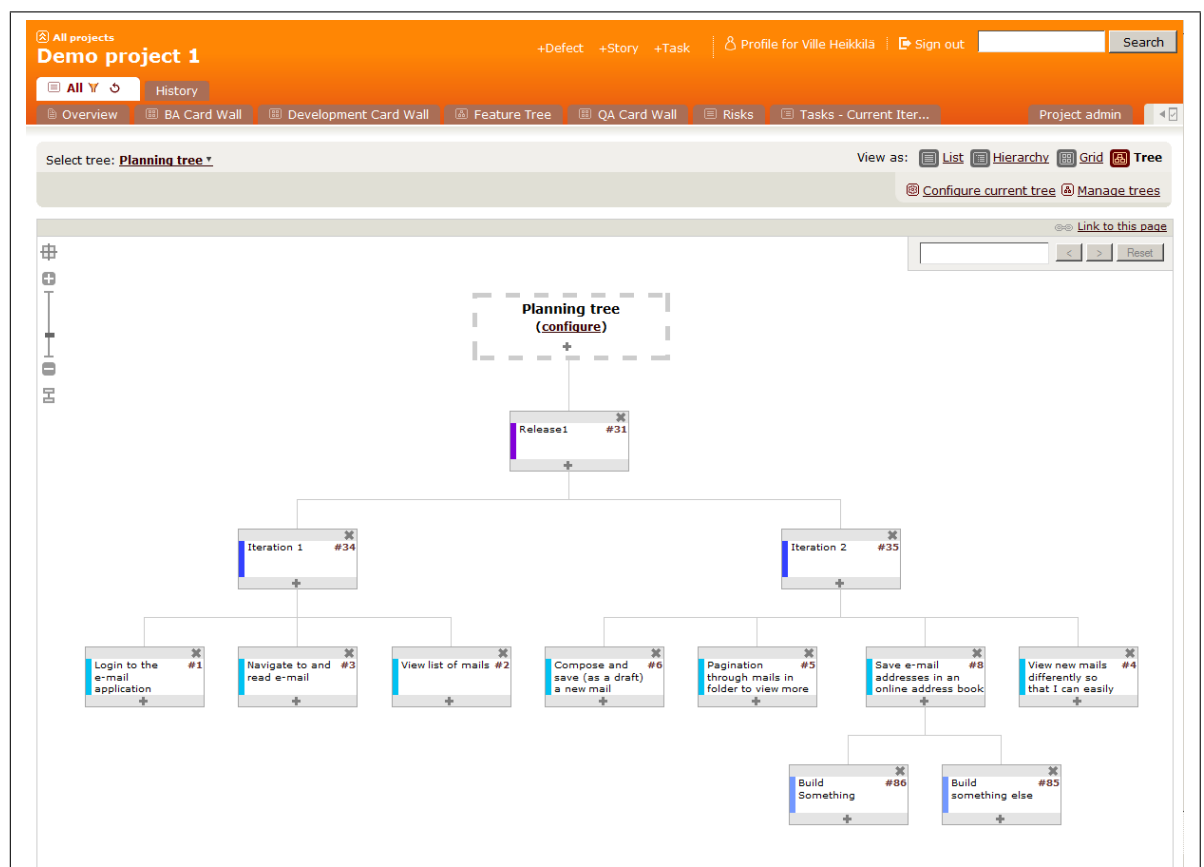 All projects
Demo project 1
+Defect +Story +Task Profile for Ville Heikkilä Sign out Search
All History
Overview BA Card Wall Development Card Wall Feature Tree QA Card Wall Risks Tasks - Current Iter... Project admin
Select tree: Planning tree View as: List Hierarchy Grid Tree
Configure current tree Manage trees
Link to this page
< > Reset
Planning tree
(configure)
Release1 #31
Iteration 1 #34
Iteration 2 #35
Login to the #1
e-mail
application
Navigate to and #3
read e-mail
View list of mails #2
Compose and #6
save (as a draft)
a new mail
Pagination #5
through mails in
folder to view more
Save e-mail #8
addresses in an
online address book
View new mails #4
differently so
that I can easily
Build #86
Something
Build #85
something else